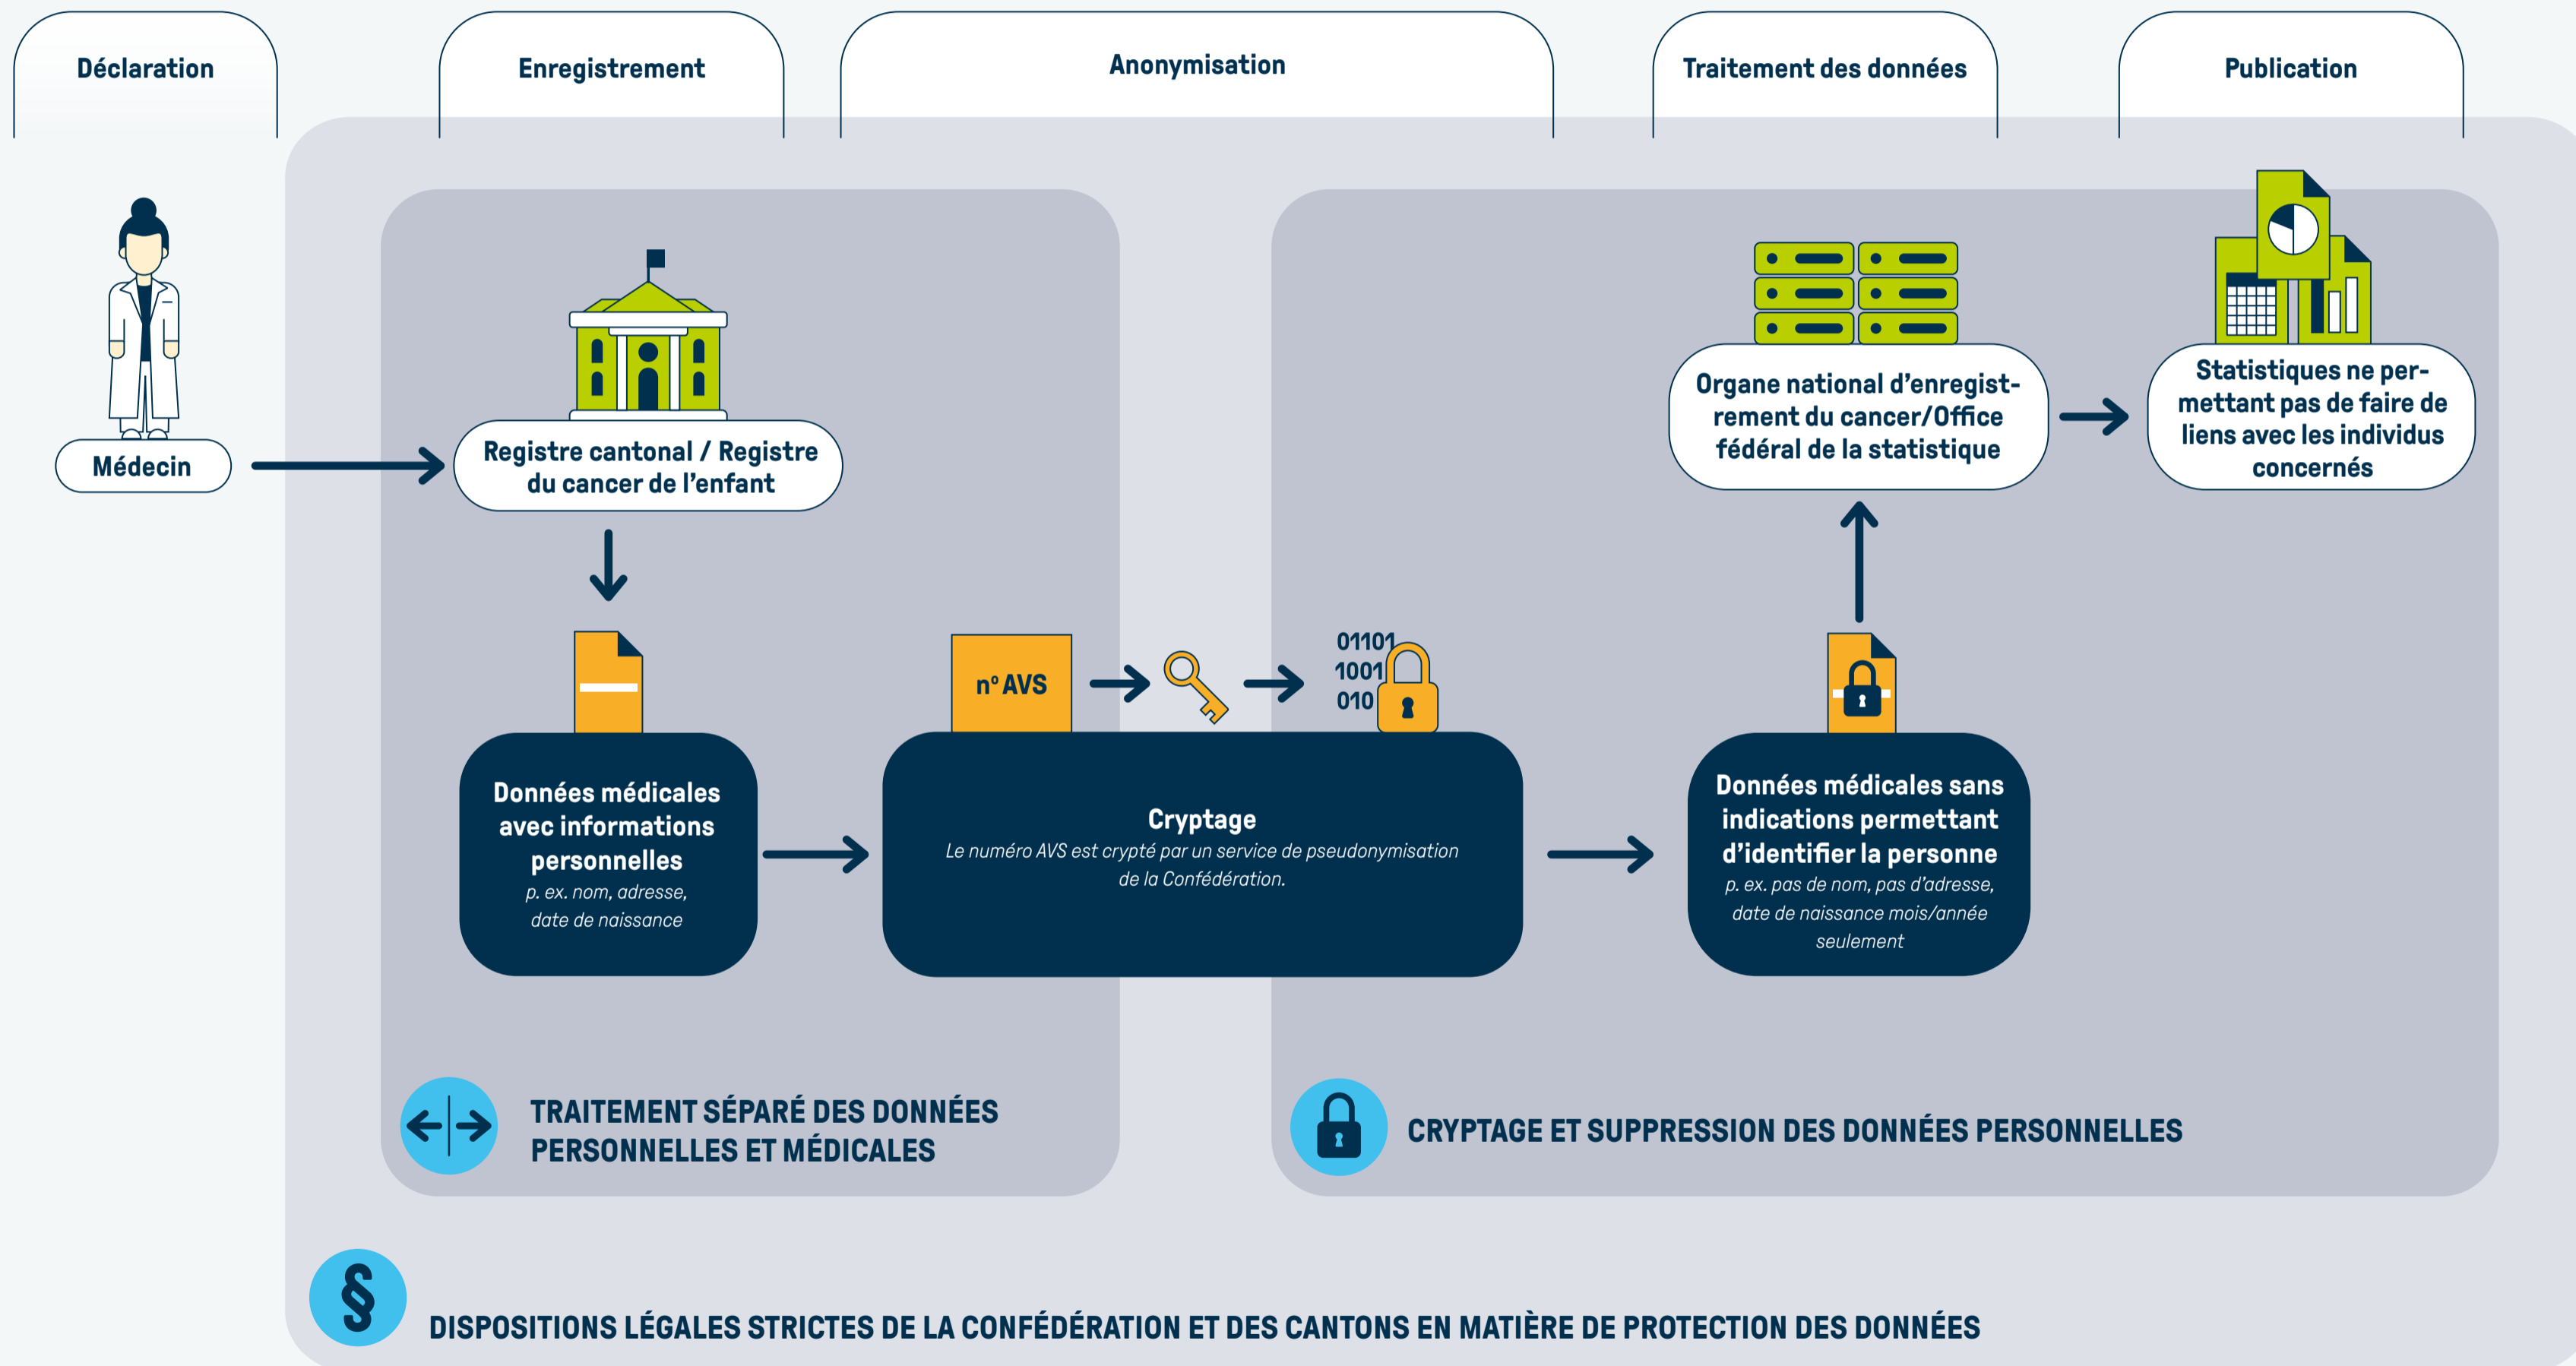 Déclaration
Enregistrement
Anonymisation
Traitement des données
Publication
Médecin
Registre cantonal / Registre
du cancer de l'enfant
Organe national d'enregist-
rement du cancer/Office
fédéral de la statistique
Statistiques ne per-
mettant pas de faire de
liens avec les individus
concernés
n° AVS
01101
1001
010
Données médicales
avec informations
personnelles
p. ex. nom, adresse,
date de naissance
Cryptage
Le numéro AVS est crypté par un service de pseudonymisation
de la Confédération.
Données médicales sans
indications permettant
d'identifier la personne
p. ex. pas de nom, pas d'adresse,
date de naissance mois/année
seulement
TRAITEMENT SÉPARÉ DES DONNÉES
PERSONNELLES ET MÉDICALES
CRYPTAGE ET SUPPRESSION DES DONNÉES PERSONNELLES
§
DISPOSITIONS LÉGALES STRICTES DE LA CONFÉDÉRATION ET DES CANTONS EN MATIÈRE DE PROTECTION DES DONNÉES